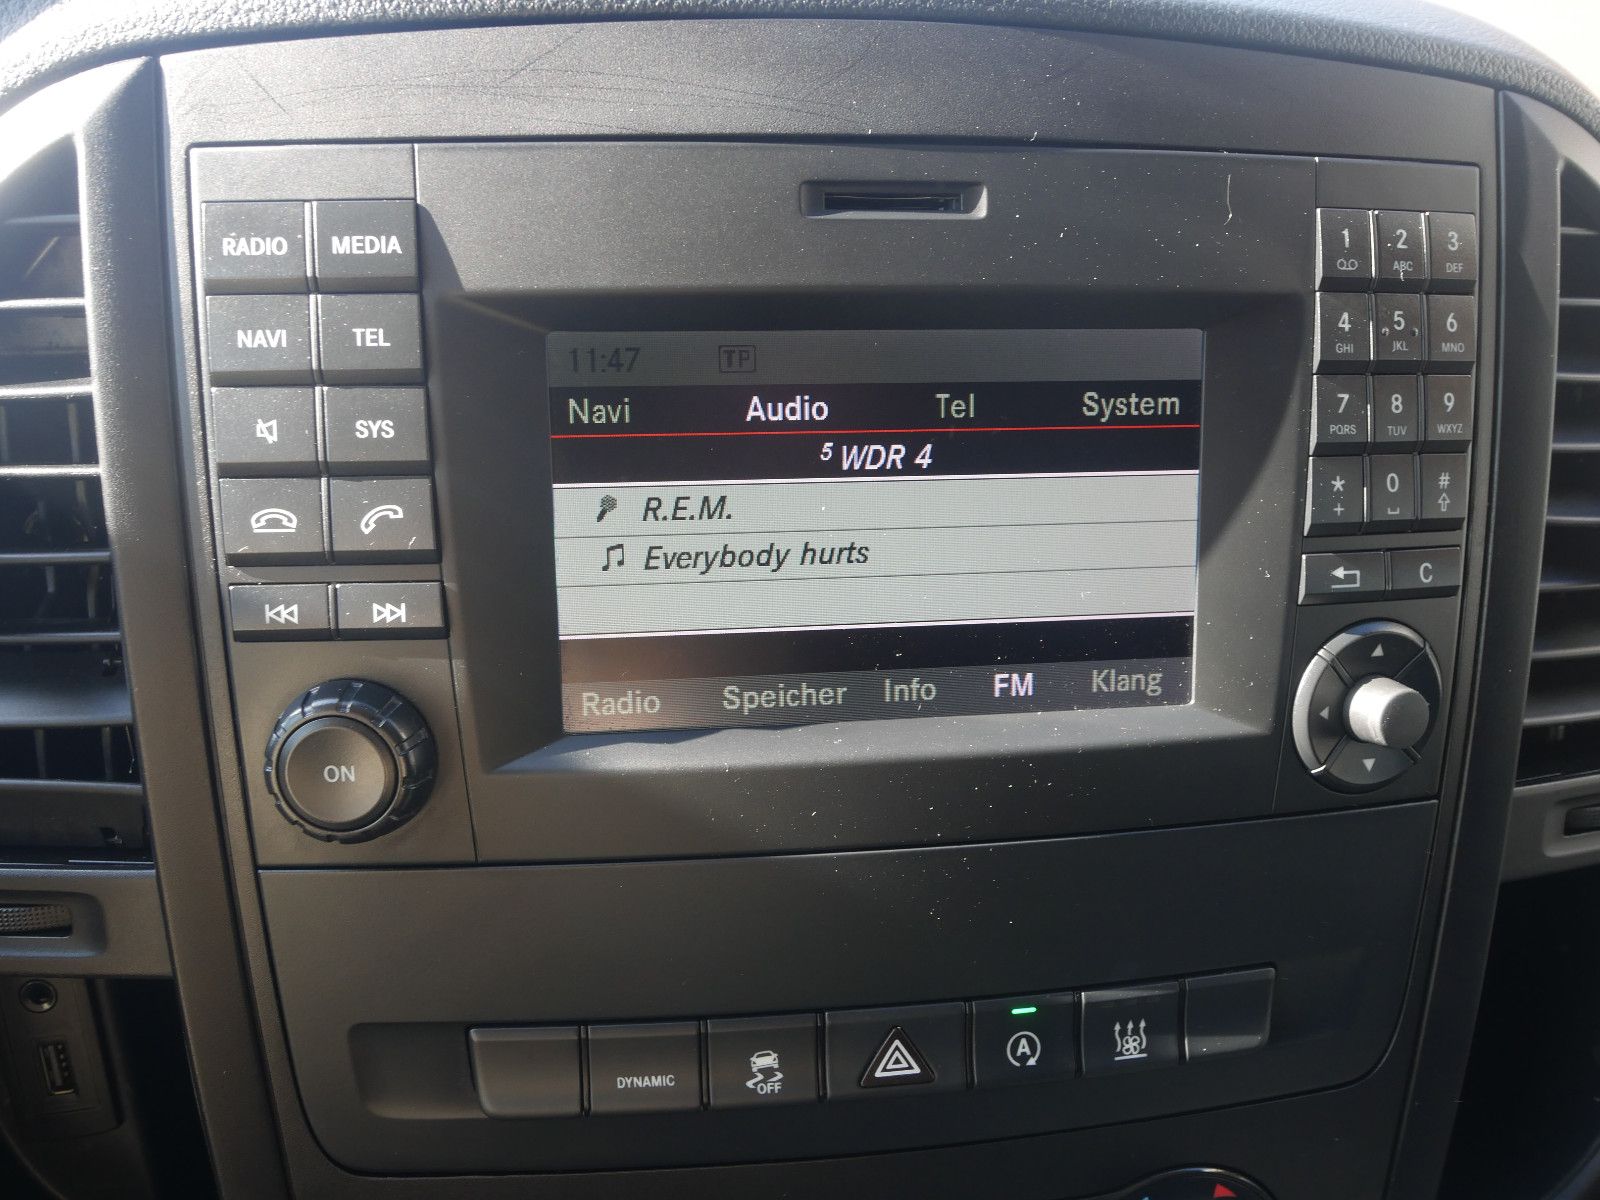 RADIO MEDIA
NAVI TEL
SYS
ON
11:47 TP
Navi Audio Tel System
5 WDR 4
R.E.M.
Everybody hurts
Radio Speicher Info FM Klang
1 2 3
ABC DEF
4 5 6
GHI JKL MNO
7 8 9
PQRS TUV WXYZ
* 0 #
+
C
DYNAMIC
OFF
A